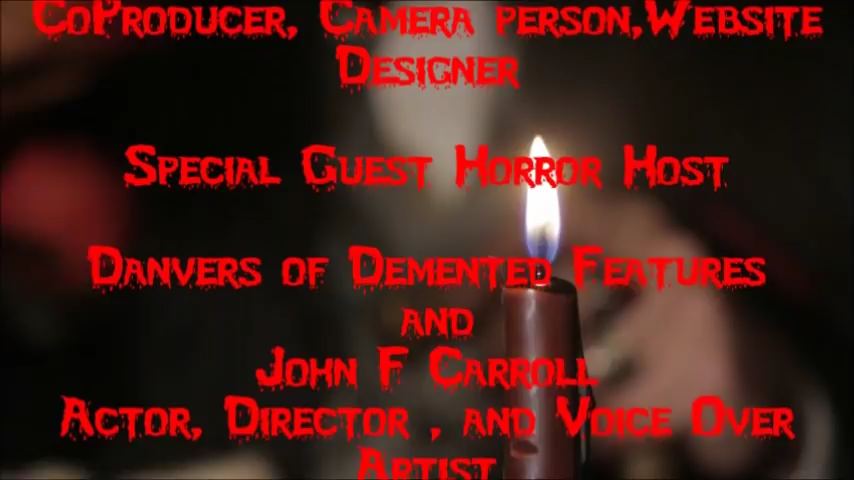 CoProducer, Camera person,Website
Designer
Special Guest Horror Host
Danvers of Demented Features
and
John F Carroll
Actor, Director , and Voice Over
Artist